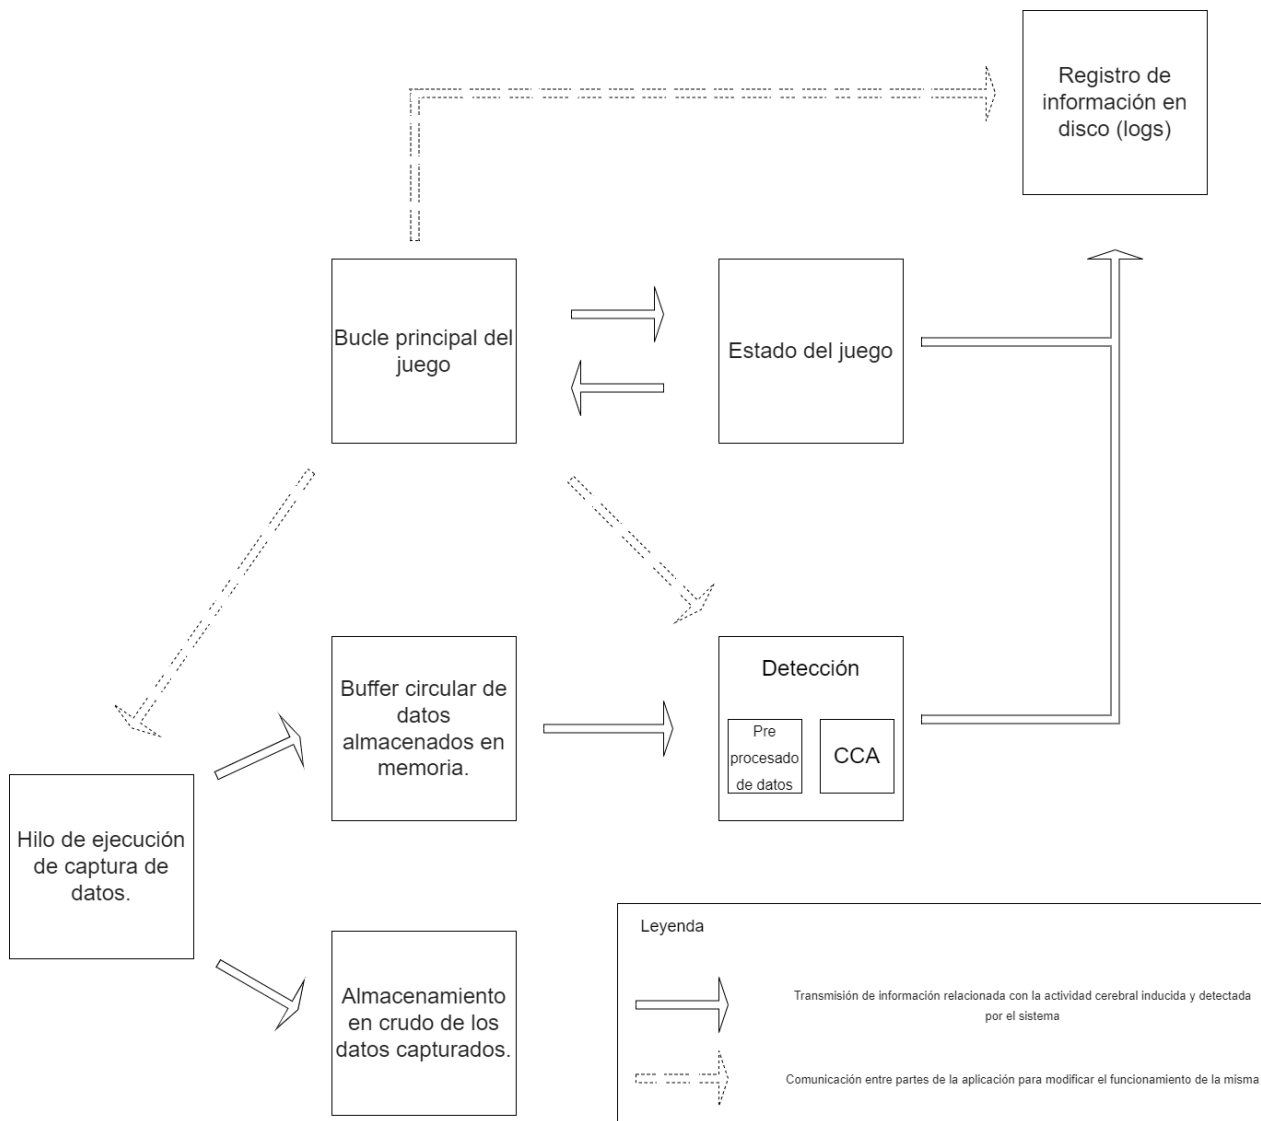 Registro de
información en
disco (logs)
Bucle principal del
juego
Estado del juego
Buffer circular de
datos
almacenados en
memoria.
Detección
Pre
procesado
de datos
CCA
Hilo de ejecución
de captura de
datos.
Almacenamiento
en crudo de los
datos capturados.
Leyenda
Transmisión de información relacionada con la actividad cerebral inducida y detectada
por el sistema
Comunicación entre partes de la aplicación para modificar el funcionamiento de la misma